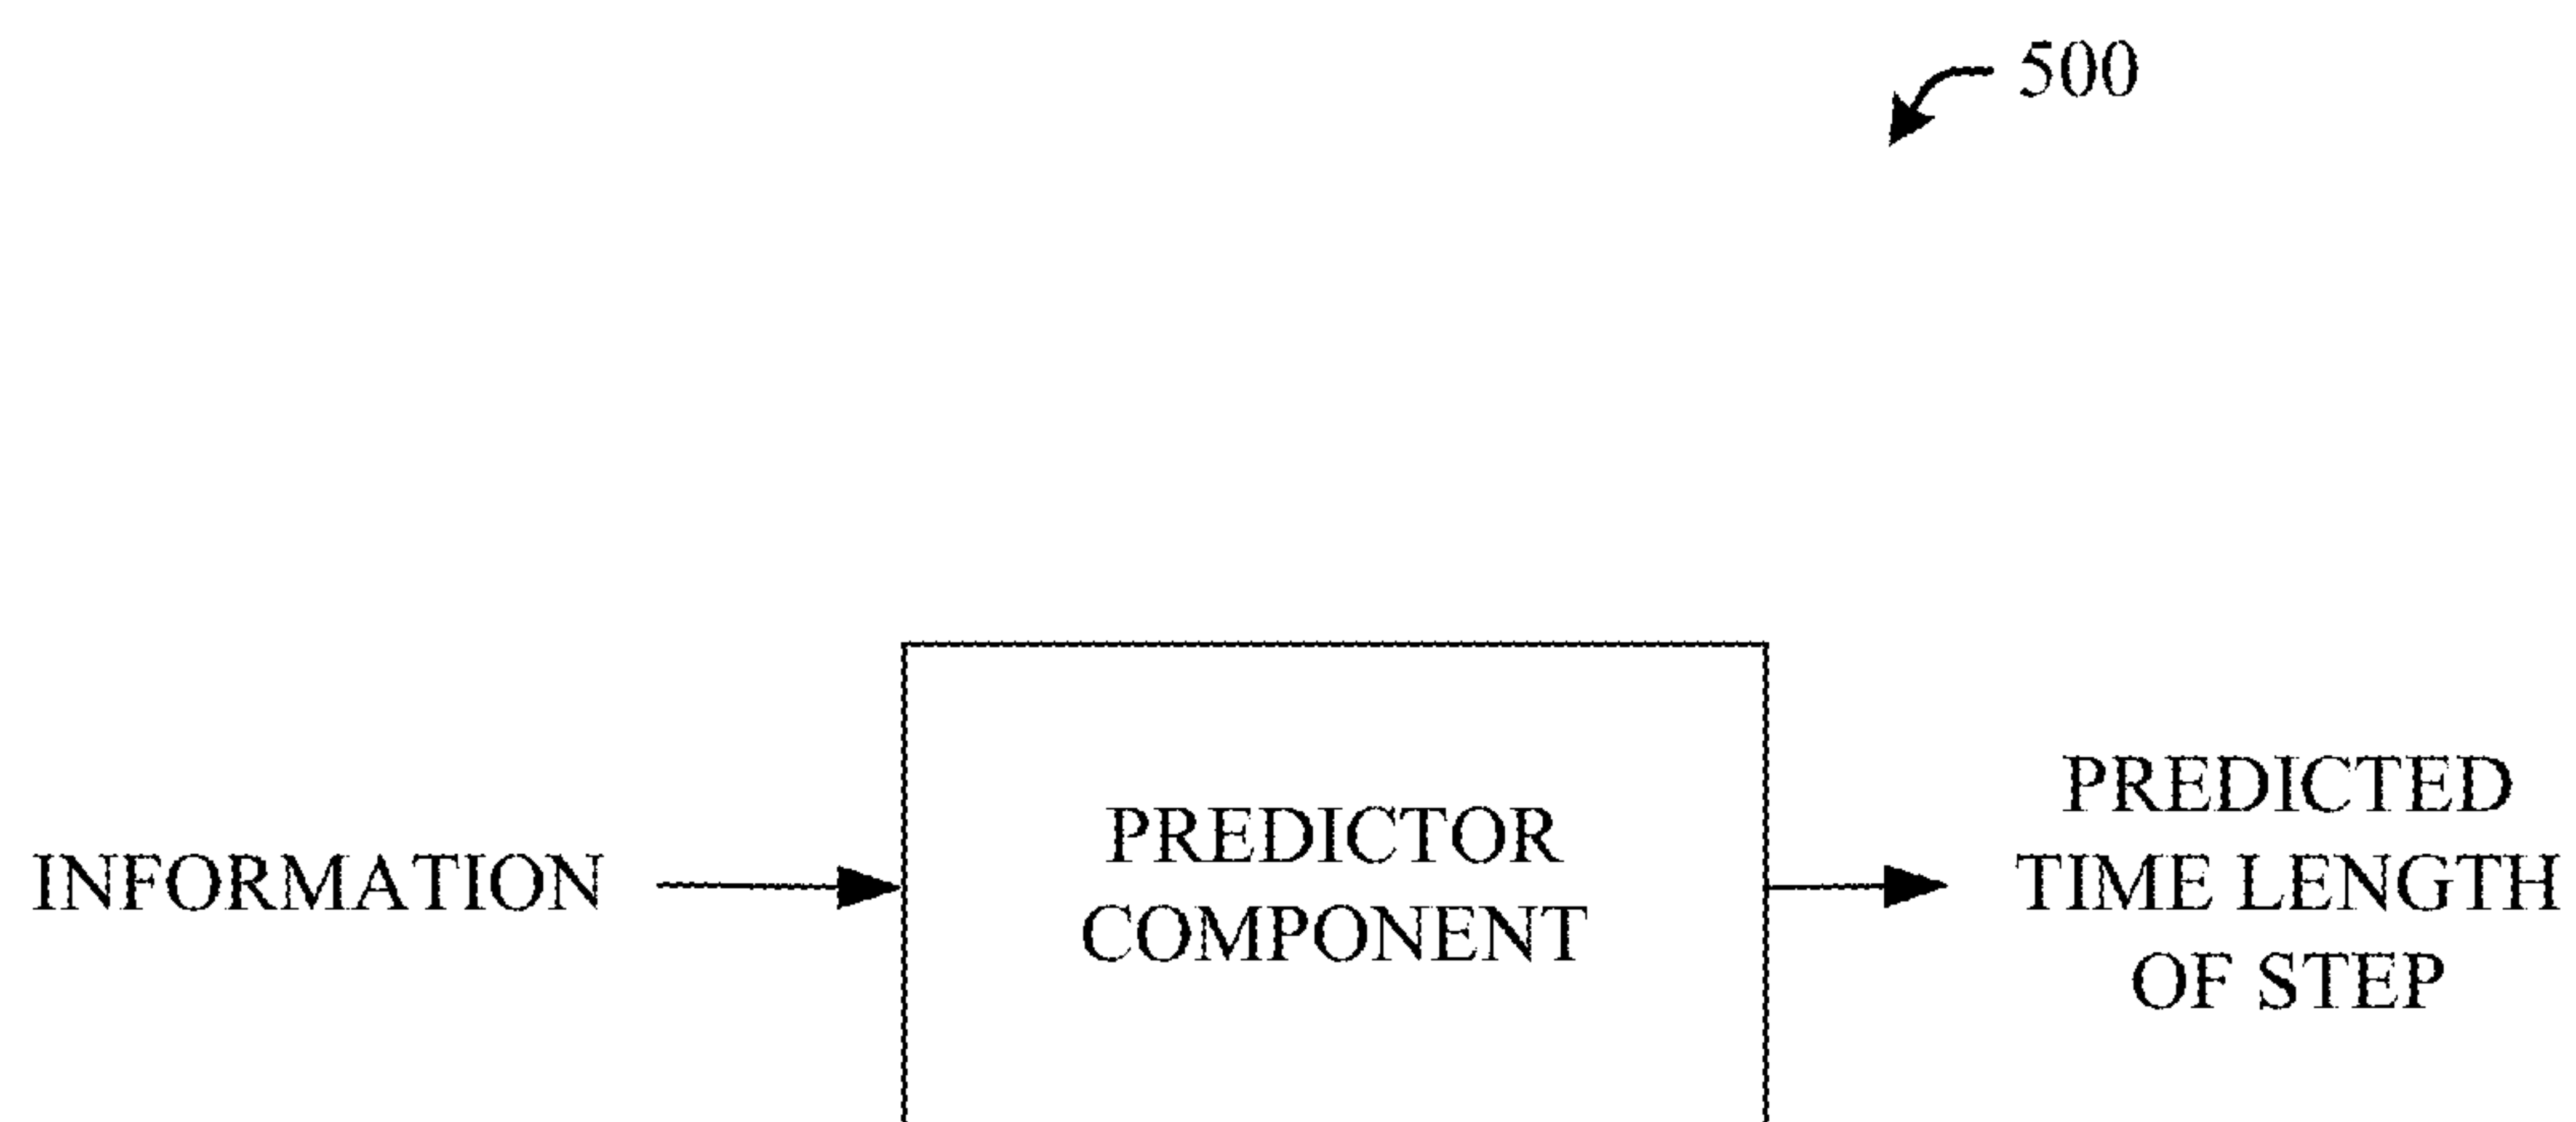 500
INFORMATION
PREDICTOR
COMPONENT
PREDICTED
TIME LENGTH
OF STEP